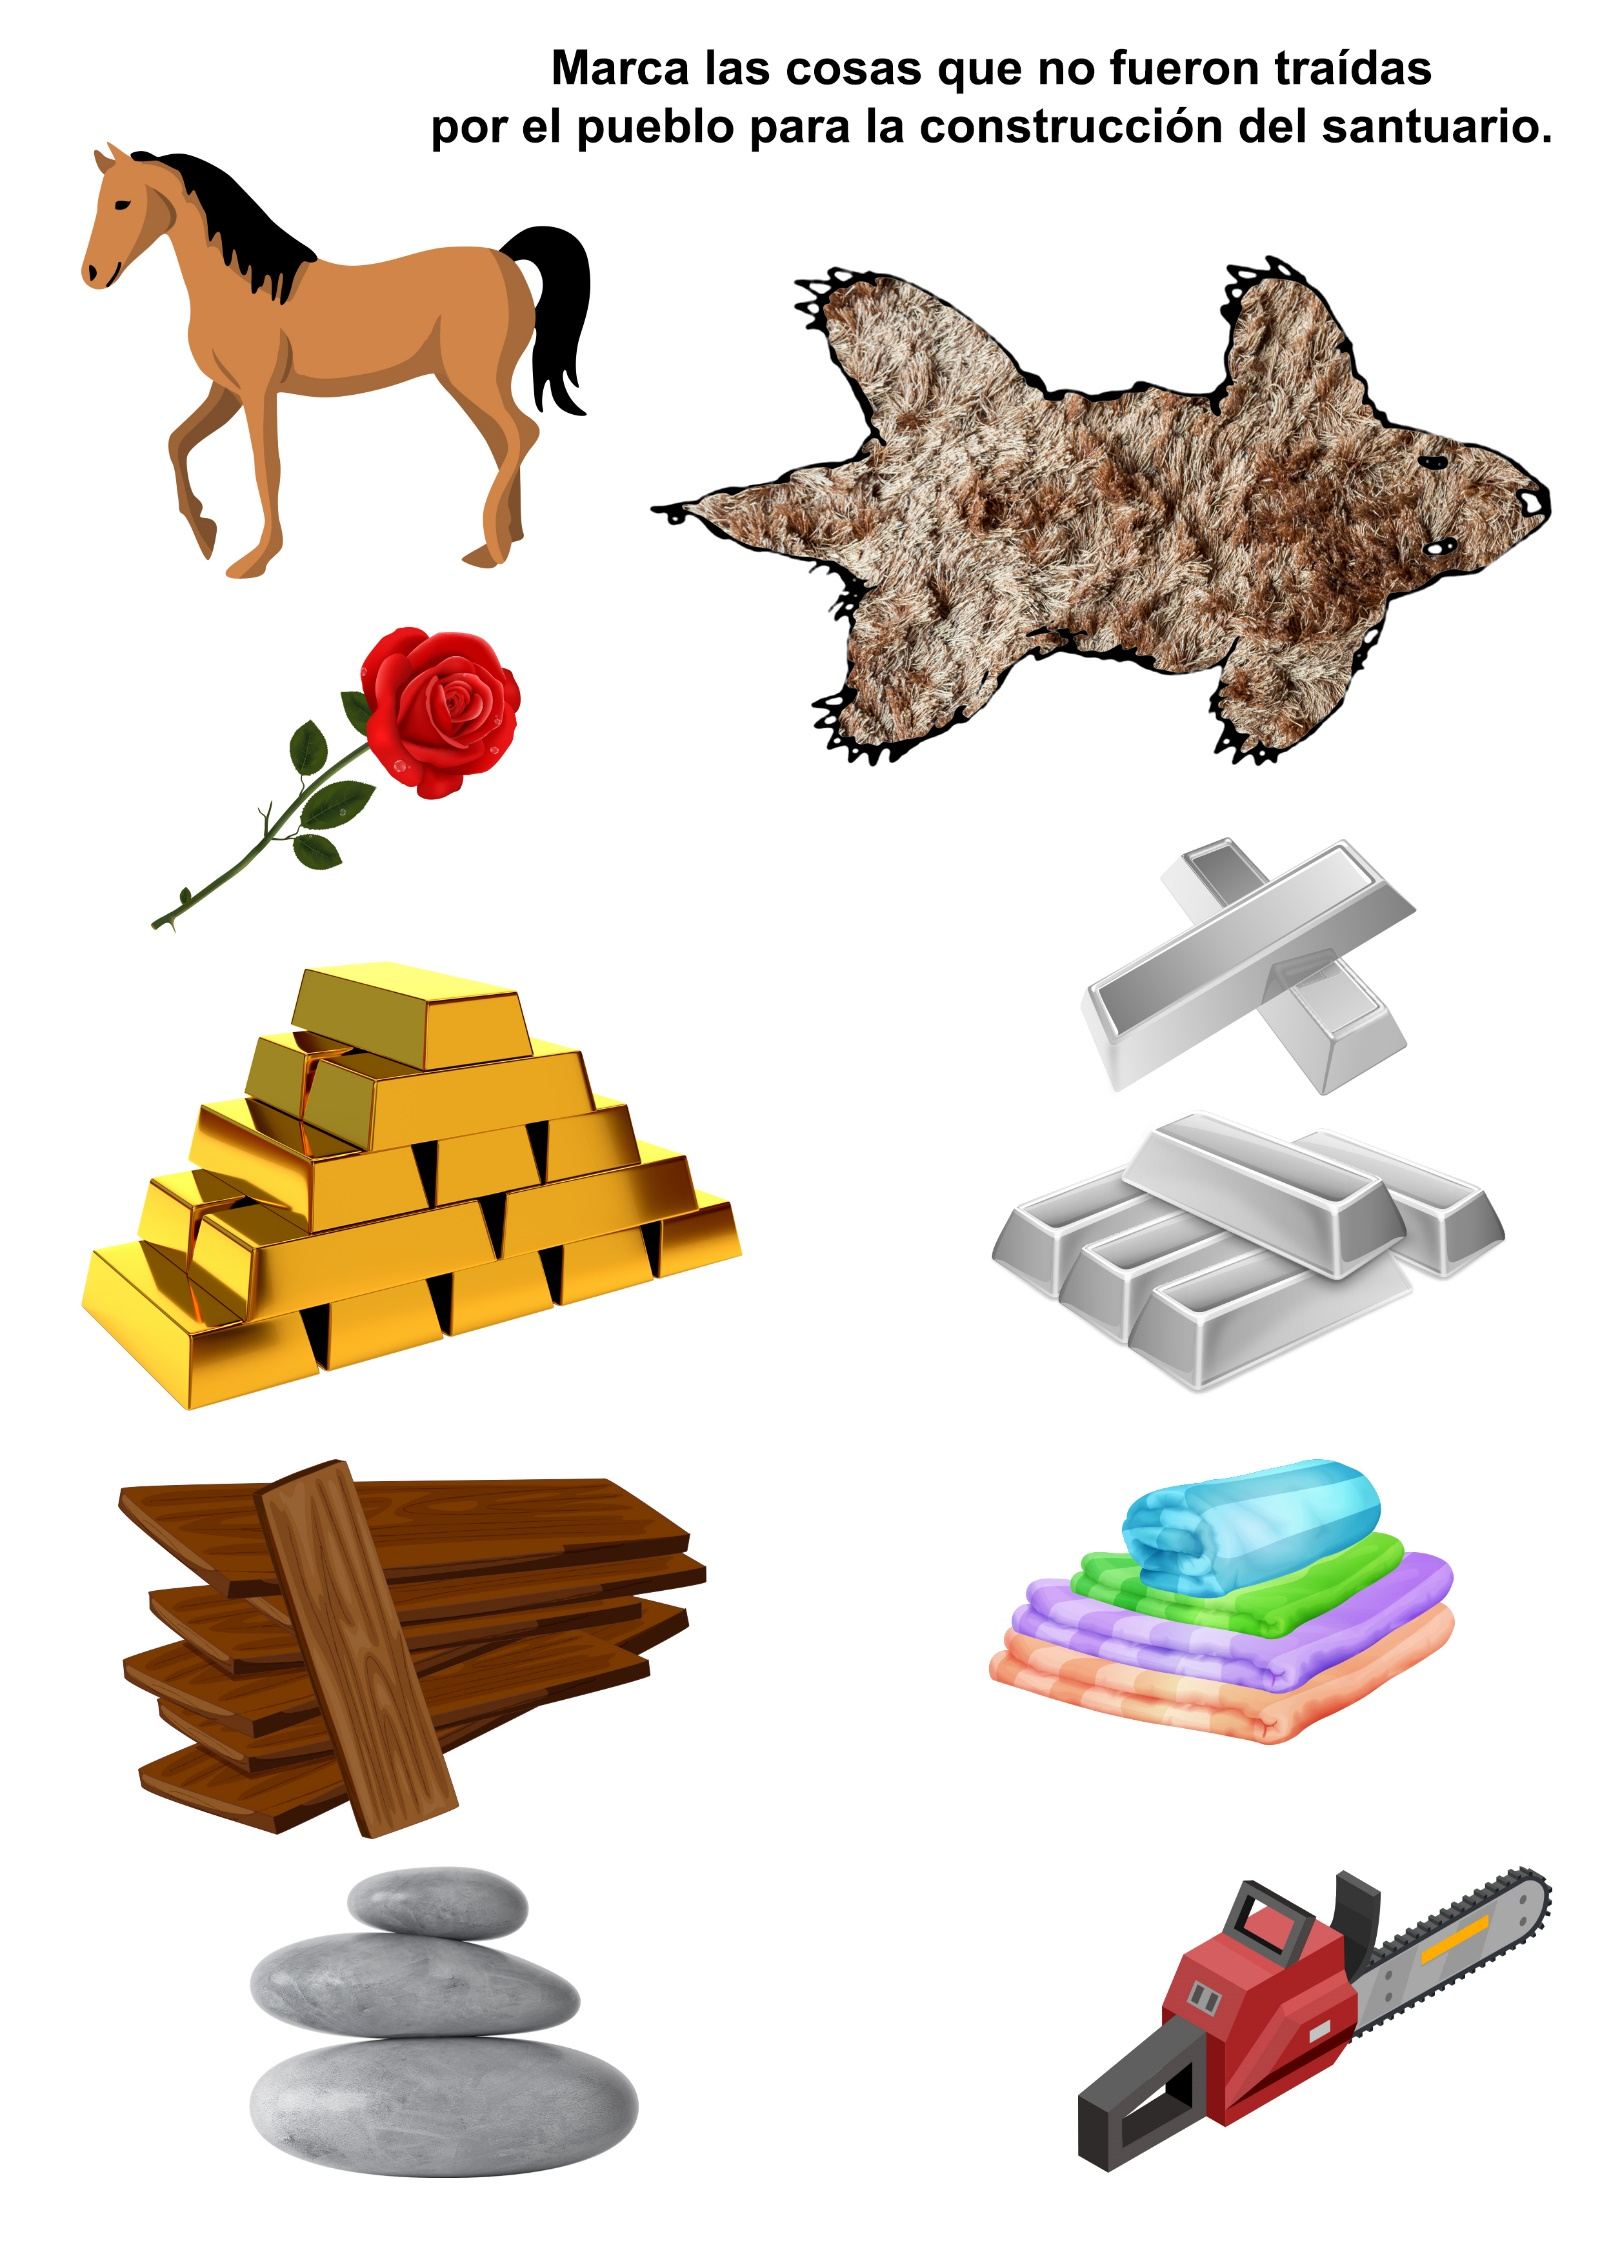 Marca las cosas que no fueron traídas
por el pueblo para la construcción del santuario.